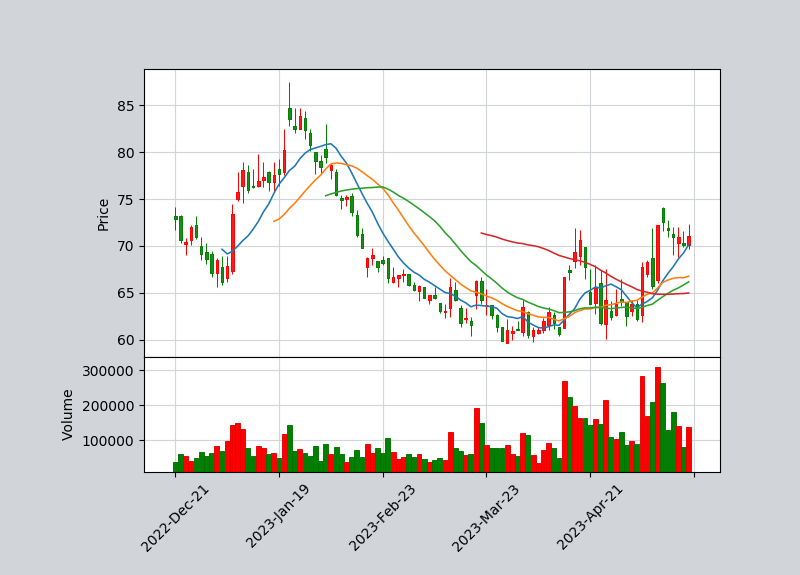 85
80
75
70
65
60
Price
300000
200000
100000
Volume
2022-Dec-21
2023-Jan-19
2023-Feb-23
2023-Mar-23
2023-Apr-21